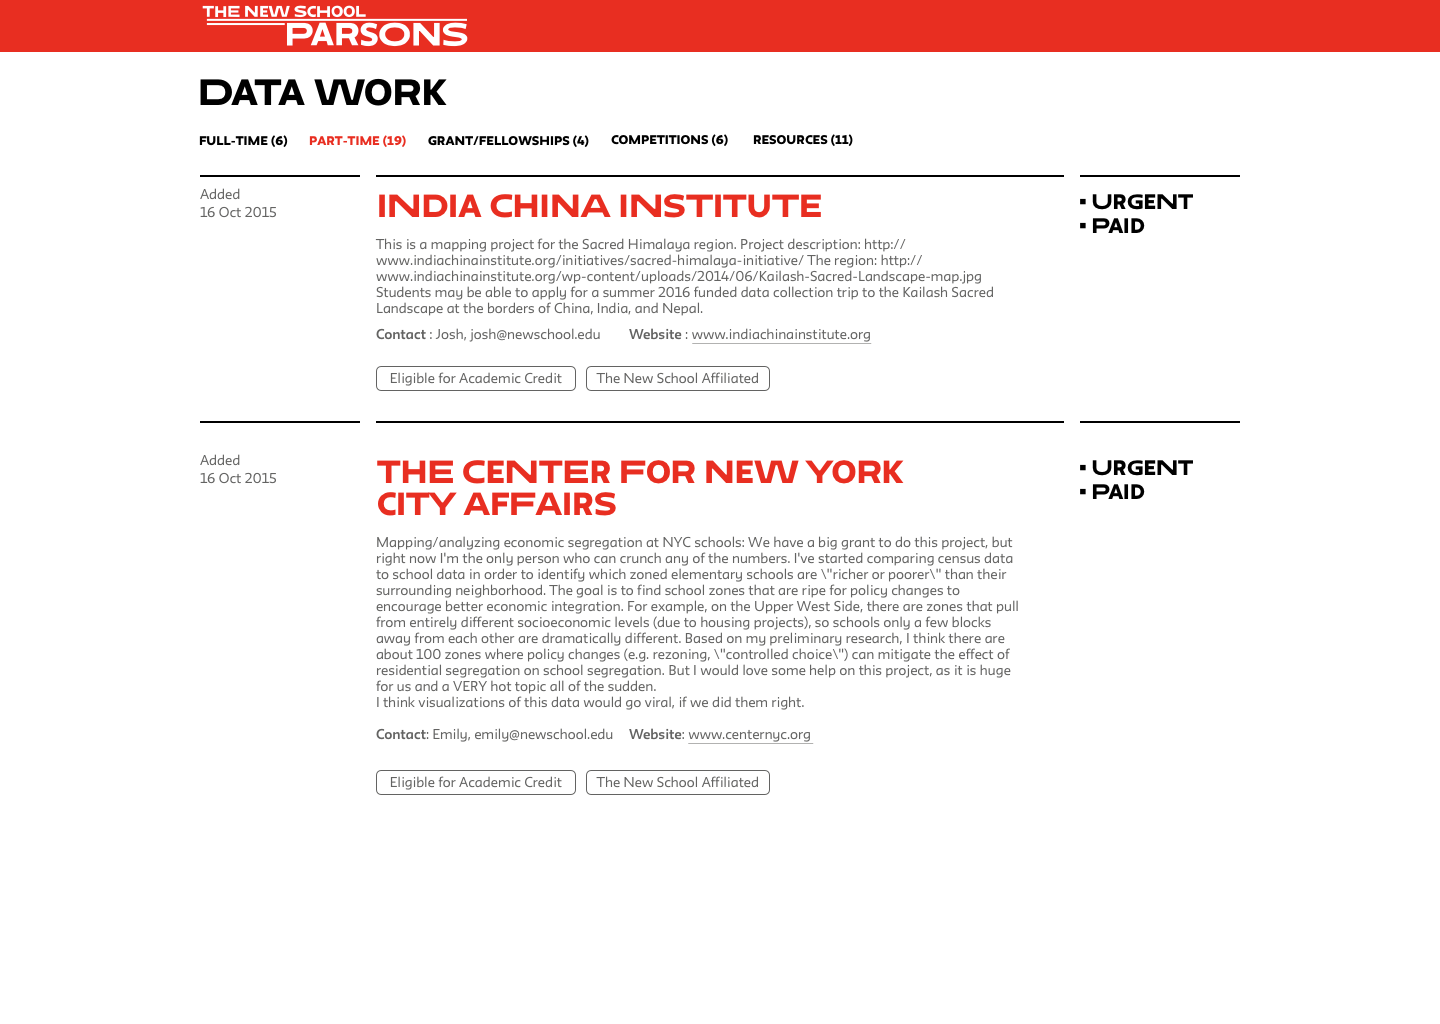 THE NEW SCHOOL
PARSONS
DATA WORK
FULL-TIME (6) PART-TIME (19) GRANT/FELLOWSHIPS (4) COMPETITIONS (6) RESOURCES (11)
Added
16 Oct 2015
INDIA CHINA INSTITUTE
This is a mapping project for the Sacred Himalaya region. Project description: http://
www.indiachinainstitute.org/initiatives/sacred-himalaya-initiative/ The region: http://
www.indiachinainstitute.org/wp-content/uploads/2014/06/Kailash-Sacred-Landscape-map.jpg
Students may be able to apply for a summer 2016 funded data collection trip to the Kailash Sacred
Landscape at the borders of China, India, and Nepal.
Contact : Josh, josh@newschool.edu Website : www.indiachinainstitute.org
Eligible for Academic Credit The New School Affiliated
▪ URGENT
▪ PAID
Added
16 Oct 2015
THE CENTER FOR NEW YORK
CITY AFFAIRS
Mapping/analyzing economic segregation at NYC schools: We have a big grant to do this project, but
right now I'm the only person who can crunch any of the numbers. I've started comparing census data
to school data in order to identify which zoned elementary schools are \"richer or poorer\" than their
surrounding neighborhood. The goal is to find school zones that are ripe for policy changes to
encourage better economic integration. For example, on the Upper West Side, there are zones that pull
from entirely different socioeconomic levels (due to housing projects), so schools only a few blocks
away from each other are dramatically different. Based on my preliminary research, I think there are
about 100 zones where policy changes (e.g. rezoning, \"controlled choice\") can mitigate the effect of
residential segregation on school segregation. But I would love some help on this project, as it is huge
for us and a VERY hot topic all of the sudden.
I think visualizations of this data would go viral, if we did them right.
Contact: Emily, emily@newschool.edu Website: www.centernyc.org
Eligible for Academic Credit The New School Affiliated
▪ URGENT
▪ PAID